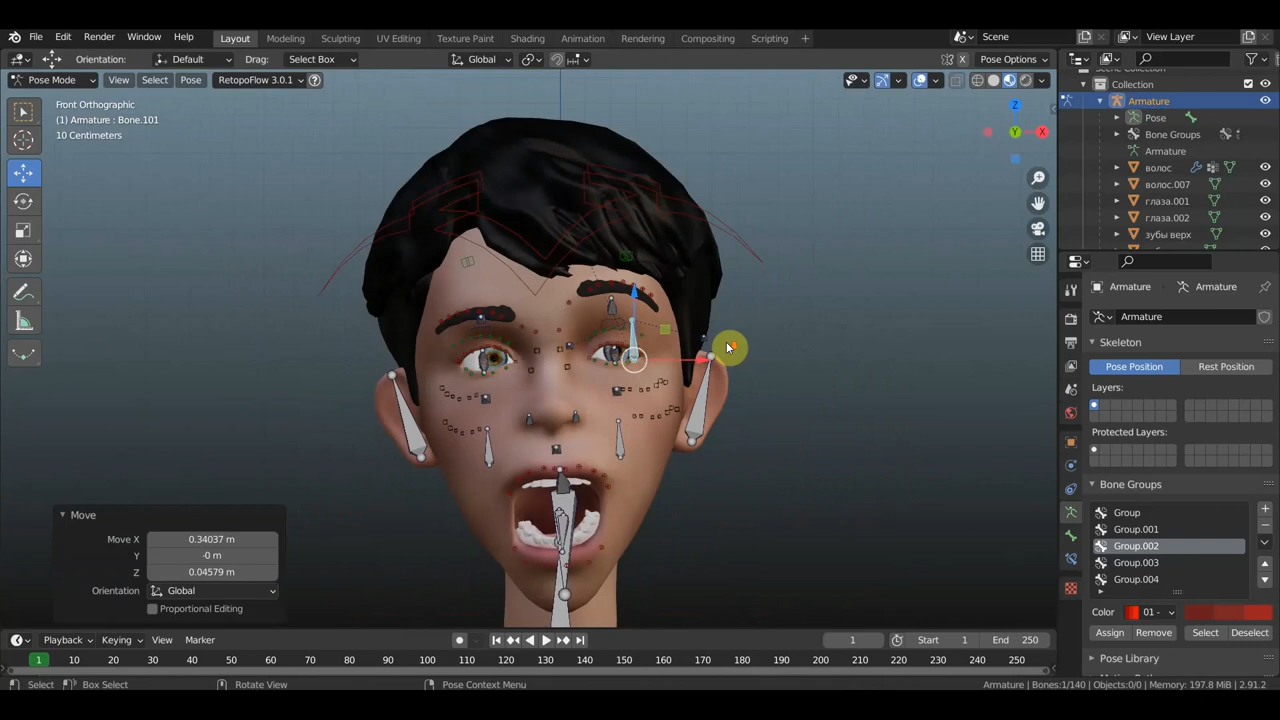 File Edit Render Window Help
Layout Modeling Sculpting UV Editing Texture Paint Shading Animation Rendering Compositing Scripting +
Scene
View Layer
Orientation: Default Drag: Select Box Global Pose Options
Pose Mode View Select Pose RetopoFlow 3.0.1
Front Orthographic
(1) Armature : Bone.101
10 Centimeters
Z
Y
X
Move
Move X 0.34037 m
Y -0 m
Z 0.04579 m
Orientation Global
Proportional Editing
Collection
Armature
Pose
Bone Groups
Armature
волос
волос.007
глаза.001
глаза.002
зубы верх
Armature Armature
Armature
Skeleton
Pose Position Rest Position
Layers:
Protected Layers:
Bone Groups
Group
Group.001
Group.002
Group.003
Group.004
Color 01 -
Assign Remove Select Deselect
Pose Library
Playback Keying View Marker
1 Start 1 End 250
1 10 20 30 40 50 60 70 80 90 100 110 120 130 140 150 160 170 180 190 200 210 220 230 240 250
Select Box Select Rotate View Pose Context Menu
Armature | Bones:1/140 | Objects:0/0 | Memory: 197.8 MiB | 2.91.2